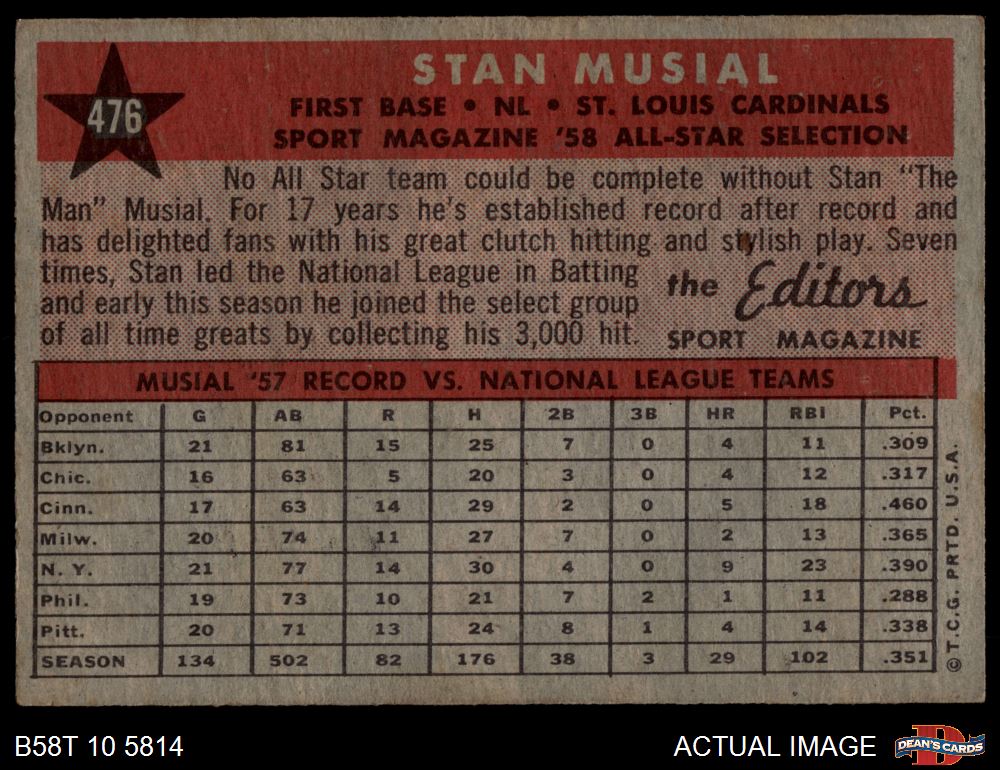 STAN MUSIAL
476
FIRST BASE • NL • ST. LOUIS CARDINALS
SPORT MAGAZINE '58 ALL-STAR SELECTION
No All Star team could be complete without Stan "The
Man" Musial. For 17 years he's established record after record and
has delighted fans with his great clutch hitting and stylish play. Seven
times, Stan led the National League in Batting
and early this season he joined the select group
of all time greats by collecting his 3,000 hit.
the Editors
SPORT MAGAZINE
MUSIAL '57 RECORD VS. NATIONAL LEAGUE TEAMS
Opponent G AB R H 2B 3B HR RBI Pct.
Bklyn. 21 81 15 25 7 0 4 11 .309
Chic. 16 63 5 20 3 0 4 12 .317
Cinn. 17 63 14 29 2 0 5 18 .460
Milw. 20 74 11 27 7 0 2 13 .365
N. Y. 21 77 14 30 4 0 9 23 .390
Phil. 19 73 10 21 7 2 1 11 .288
Pitt. 20 71 13 24 8 1 4 14 .338
SEASON 134 502 82 176 38 3 29 102 .351
© T.C.G. PRTD. U.S.A.
B58T 10 5814
ACTUAL IMAGE
D
DEAN'S CARDS